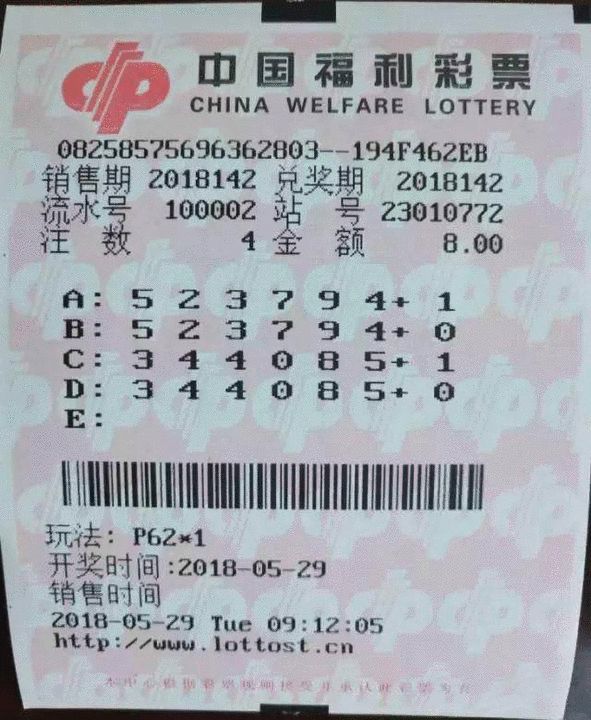 中国福利彩票
CHINA WELFARE LOTTERY
08258575696362803--194F462EB
销售期 2018142 兑奖期 2018142
流水号 100002 站 号 23010772
注 数 4 金 额 8.00
A: 5 2 3 7 9 4+ 1
B: 5 2 3 7 9 4+ 0
C: 3 4 4 0 8 5+ 1
D: 3 4 4 0 8 5+ 0
E:
玩法: P62*1
开奖时间:2018-05-29
销售时间
2018-05-29 Tue 09:12:05
http://www.lottost.cn